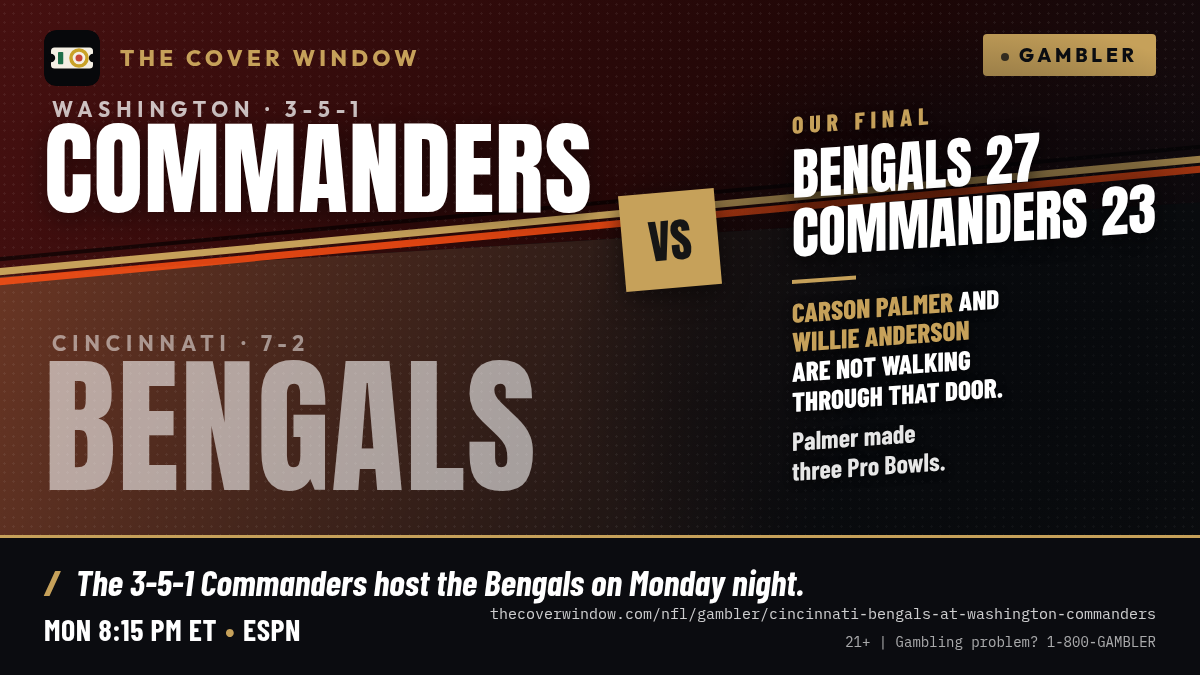 THE COVER WINDOW
• GAMBLER
WASHINGTON · 3-5-1
COMMANDERS
VS
CINCINNATI · 7-2
BENGALS
OUR FINAL
BENGALS 27
COMMANDERS 23
CARSON PALMER AND
WILLIE ANDERSON
ARE NOT WALKING
THROUGH THAT DOOR.
Palmer made
three Pro Bowls.
/ The 3-5-1 Commanders host the Bengals on Monday night.
MON 8:15 PM ET • ESPN
thecoverwindow.com/nfl/gambler/cincinnati-bengals-at-washington-commanders
21+ | Gambling problem? 1-800-GAMBLER